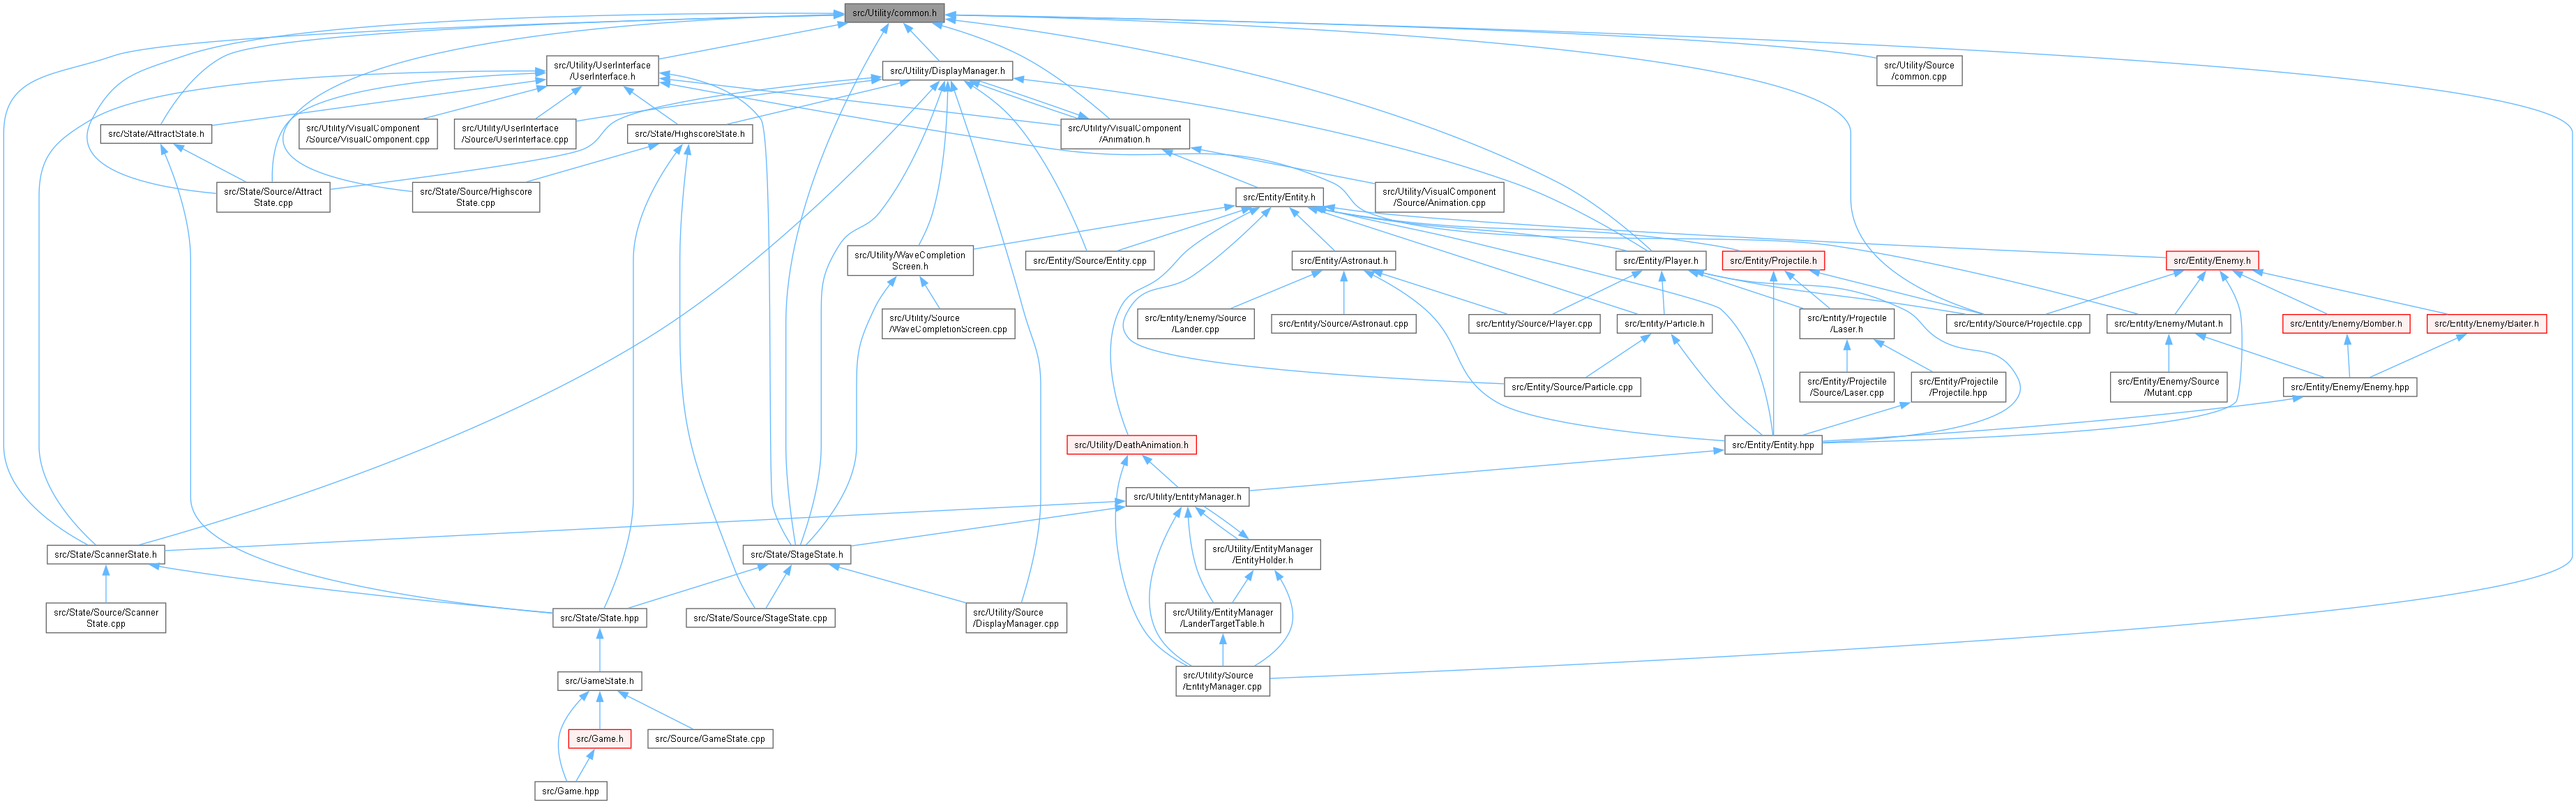 src/Utility/common.h
src/Utility/UserInterface
/UserInterface.h
src/Utility/DisplayManager.h
src/Utility/Source
/common.cpp
src/State/AttractState.h
src/Utility/VisualComponent
/Source/VisualComponent.cpp
src/Utility/UserInterface
/Source/UserInterface.cpp
src/State/HighscoreState.h
src/Utility/VisualComponent
/Animation.h
src/State/Source/Attract
State.cpp
src/State/Source/Highscore
State.cpp
src/Entity/Entity.h
src/Utility/VisualComponent
/Source/Animation.cpp
src/Utility/WaveCompletion
Screen.h
src/Entity/Source/Entity.cpp
src/Entity/Astronaut.h
src/Entity/Player.h
src/Entity/Projectile.h
src/Entity/Enemy.h
src/Utility/Source
/WaveCompletionScreen.cpp
src/Entity/Enemy/Source
/Lander.cpp
src/Entity/Source/Astronaut.cpp
src/Entity/Source/Player.cpp
src/Entity/Particle.h
src/Entity/Projectile
/Laser.h
src/Entity/Source/Projectile.cpp
src/Entity/Enemy/Mutant.h
src/Entity/Enemy/Bomber.h
src/Entity/Enemy/Baiter.h
src/Entity/Source/Particle.cpp
src/Entity/Projectile
/Source/Laser.cpp
src/Entity/Projectile
/Projectile.hpp
src/Entity/Enemy/Source
/Mutant.cpp
src/Entity/Enemy/Enemy.hpp
src/Utility/DeathAnimation.h
src/Entity/Entity.hpp
src/Utility/EntityManager.h
src/State/ScannerState.h
src/State/StageState.h
src/Utility/EntityManager
/EntityHolder.h
src/State/Source/Scanner
State.cpp
src/State/State.hpp
src/State/Source/StageState.cpp
src/Utility/Source
/DisplayManager.cpp
src/Utility/EntityManager
/LanderTargetTable.h
src/GameState.h
src/Utility/Source
/EntityManager.cpp
src/Game.h
src/Source/GameState.cpp
src/Game.hpp